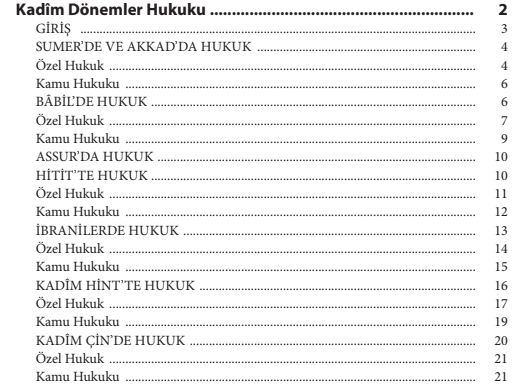 Kadîm Dönemler Hukuku ............................................................ 2
GİRİŞ ............................................................ 3
SUMER'DE VE AKKAD'DA HUKUK ............................................................ 4
Özel Hukuk ............................................................ 4
Kamu Hukuku ............................................................ 6
BÂBİL'DE HUKUK ............................................................ 6
Özel Hukuk ............................................................ 7
Kamu Hukuku ............................................................ 9
ASSUR'DA HUKUK ............................................................ 10
HİTİT'TE HUKUK ............................................................ 10
Özel Hukuk ............................................................ 11
Kamu Hukuku ............................................................ 12
İBRANİLERDE HUKUK ............................................................ 13
Özel Hukuk ............................................................ 14
Kamu Hukuku ............................................................ 15
KADÎM HİNT'TE HUKUK ............................................................ 16
Özel Hukuk ............................................................ 17
Kamu Hukuku ............................................................ 19
KADÎM ÇİN'DE HUKUK ............................................................ 20
Özel Hukuk ............................................................ 21
Kamu Hukuku ............................................................ 21